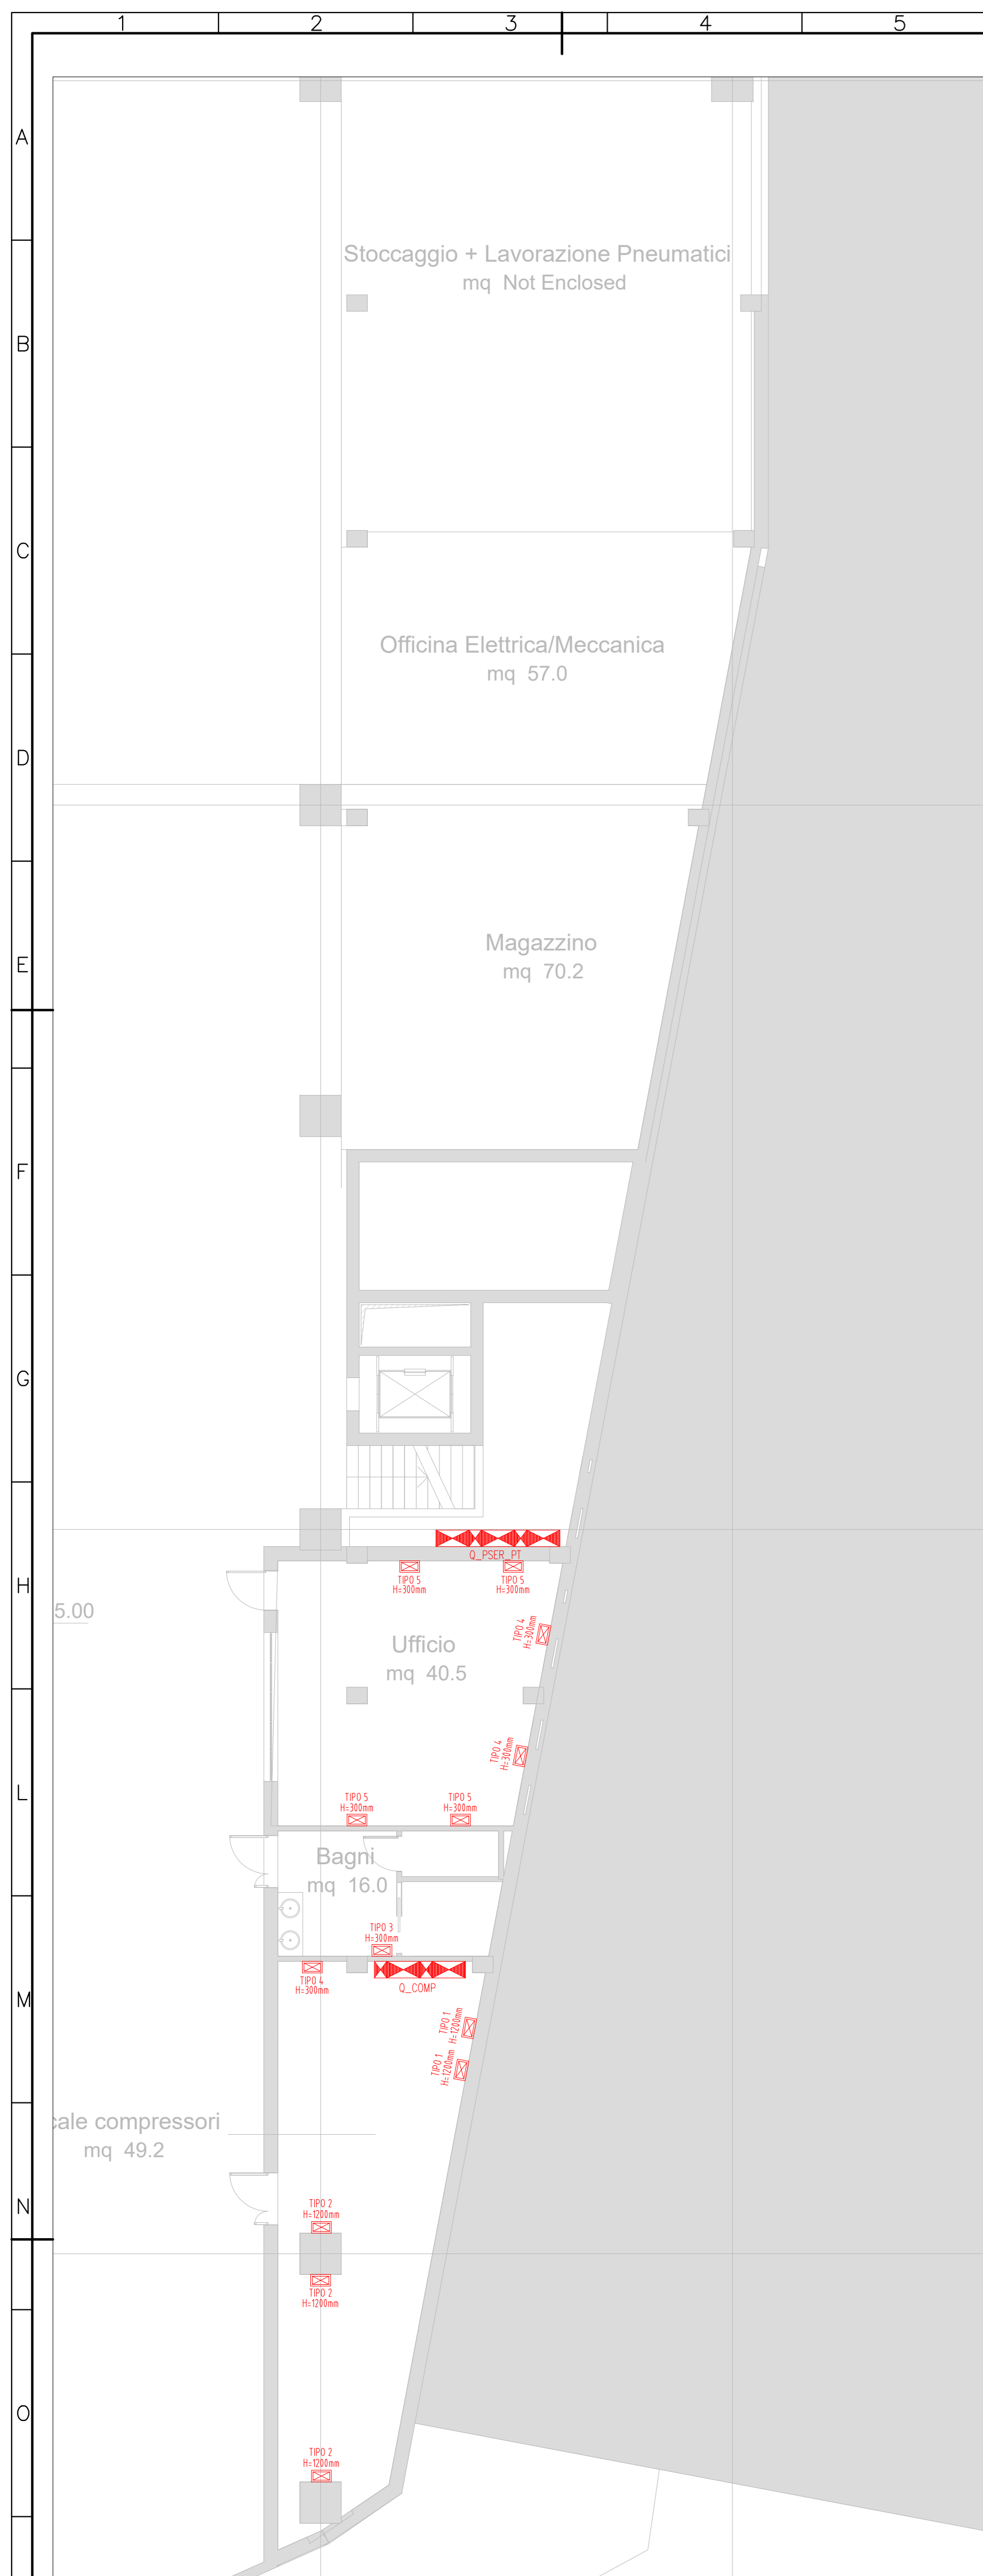 1 2 3 4 5
A
Stoccaggio + Lavorazione Pneumatici
mq Not Enclosed
B
C
Officina Elettrica/Meccanica
mq 57.0
D
Magazzino
mq 70.2
E
F
G
Q_PSER_PT
H
TIPO 5
H=300mm
TIPO 5
H=300mm
5.00
TIPO 4
H=300mm
Ufficio
mq 40.5
TIPO 4
H=300mm
L
TIPO 5
H=300mm
TIPO 5
H=300mm
Bagni
mq 16.0
TIPO 3
H=300mm
TIPO 4
H=300mm
Q_COMP
M
TIPO 1
H=1200mm
TIPO 1
H=1200mm
cale compressori
mq 49.2
N
TIPO 2
H=1200mm
TIPO 2
H=1200mm
O
TIPO 2
H=1200mm